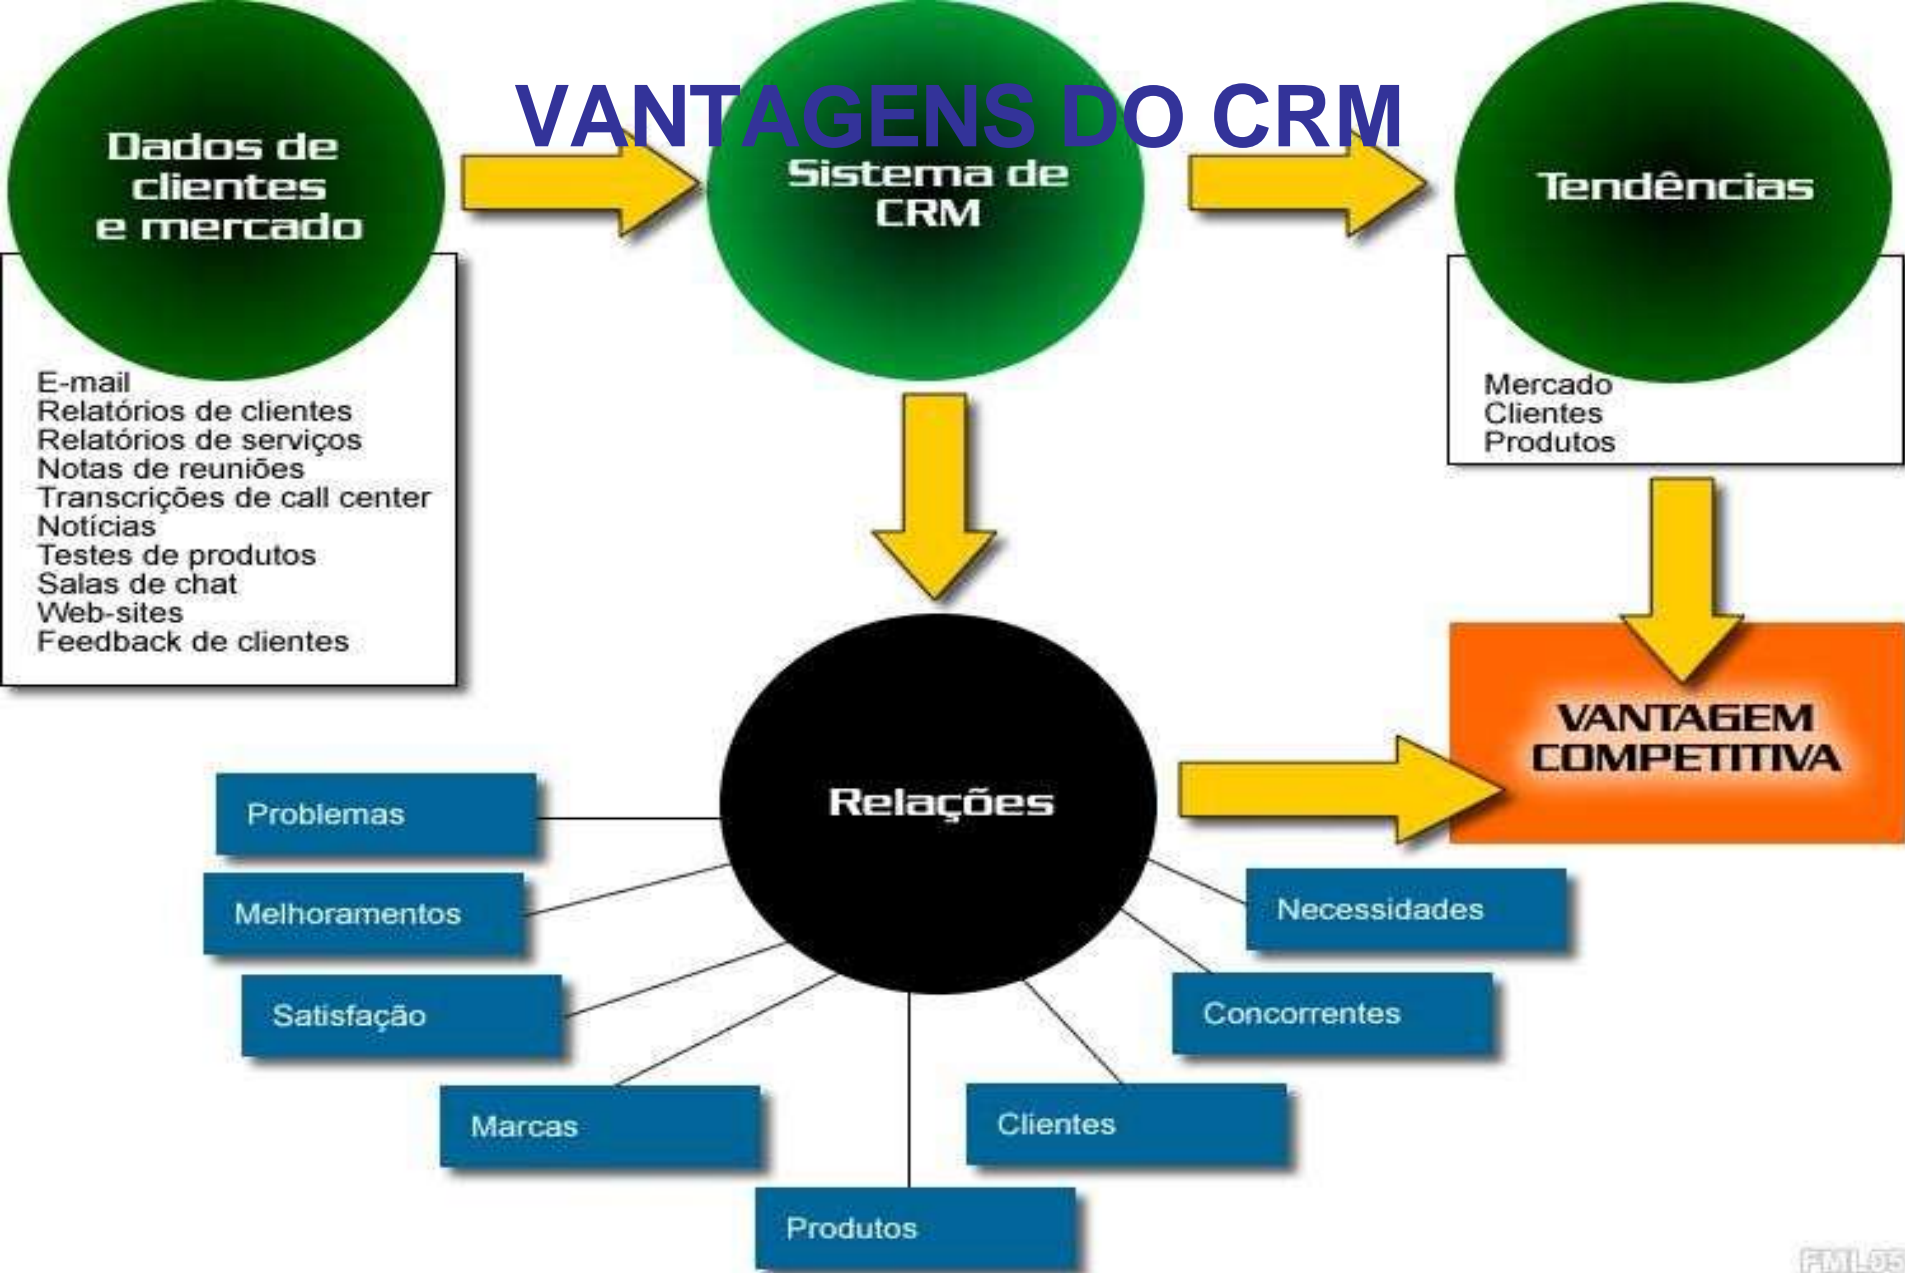 VANTAGENS DO CRM
Dados de
clientes
e mercado
Sistema de
CRM
Tendências
E-mail
Relatórios de clientes
Relatórios de serviços
Notas de reuniões
Transcrições de call center
Notícias
Testes de produtos
Salas de chat
Web-sites
Feedback de clientes
Mercado
Clientes
Produtos
VANTAGEM
COMPETITIVA
Relações
Problemas
Melhoramentos
Satisfação
Marcas
Produtos
Clientes
Concorrentes
Necessidades
FML05